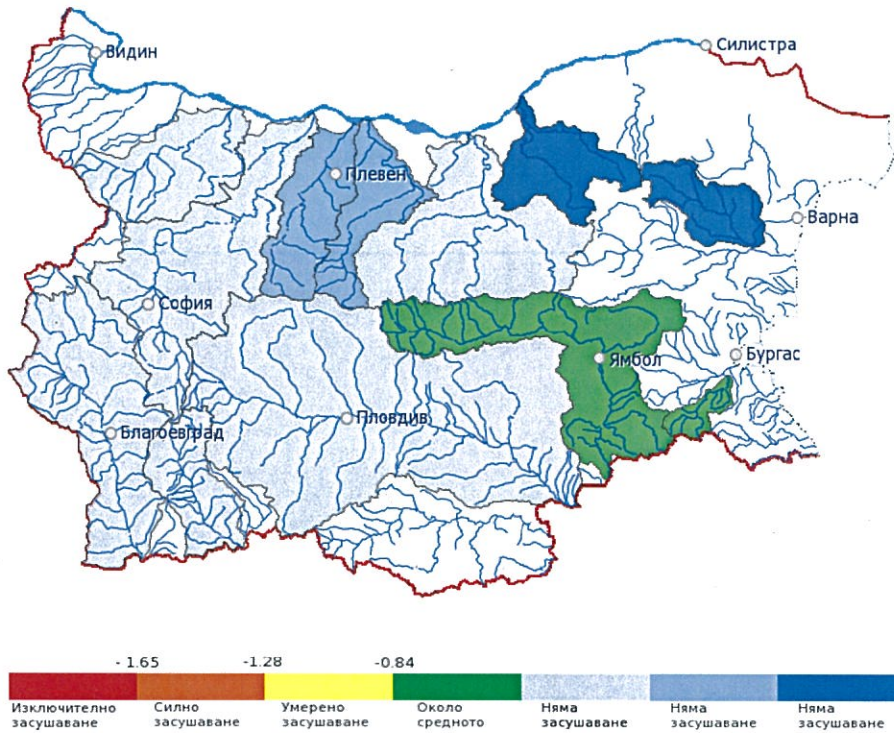 Видин
Силистра
Плевен
Варна
София
Ямбол
Бургас
Пловдив
Благоевград
- 1.65 -1.28 -0.84
Изключително засушаване
Силно засушаване
Умерено засушаване
Около средното
Няма засушаване
Няма засушаване
Няма засушаване